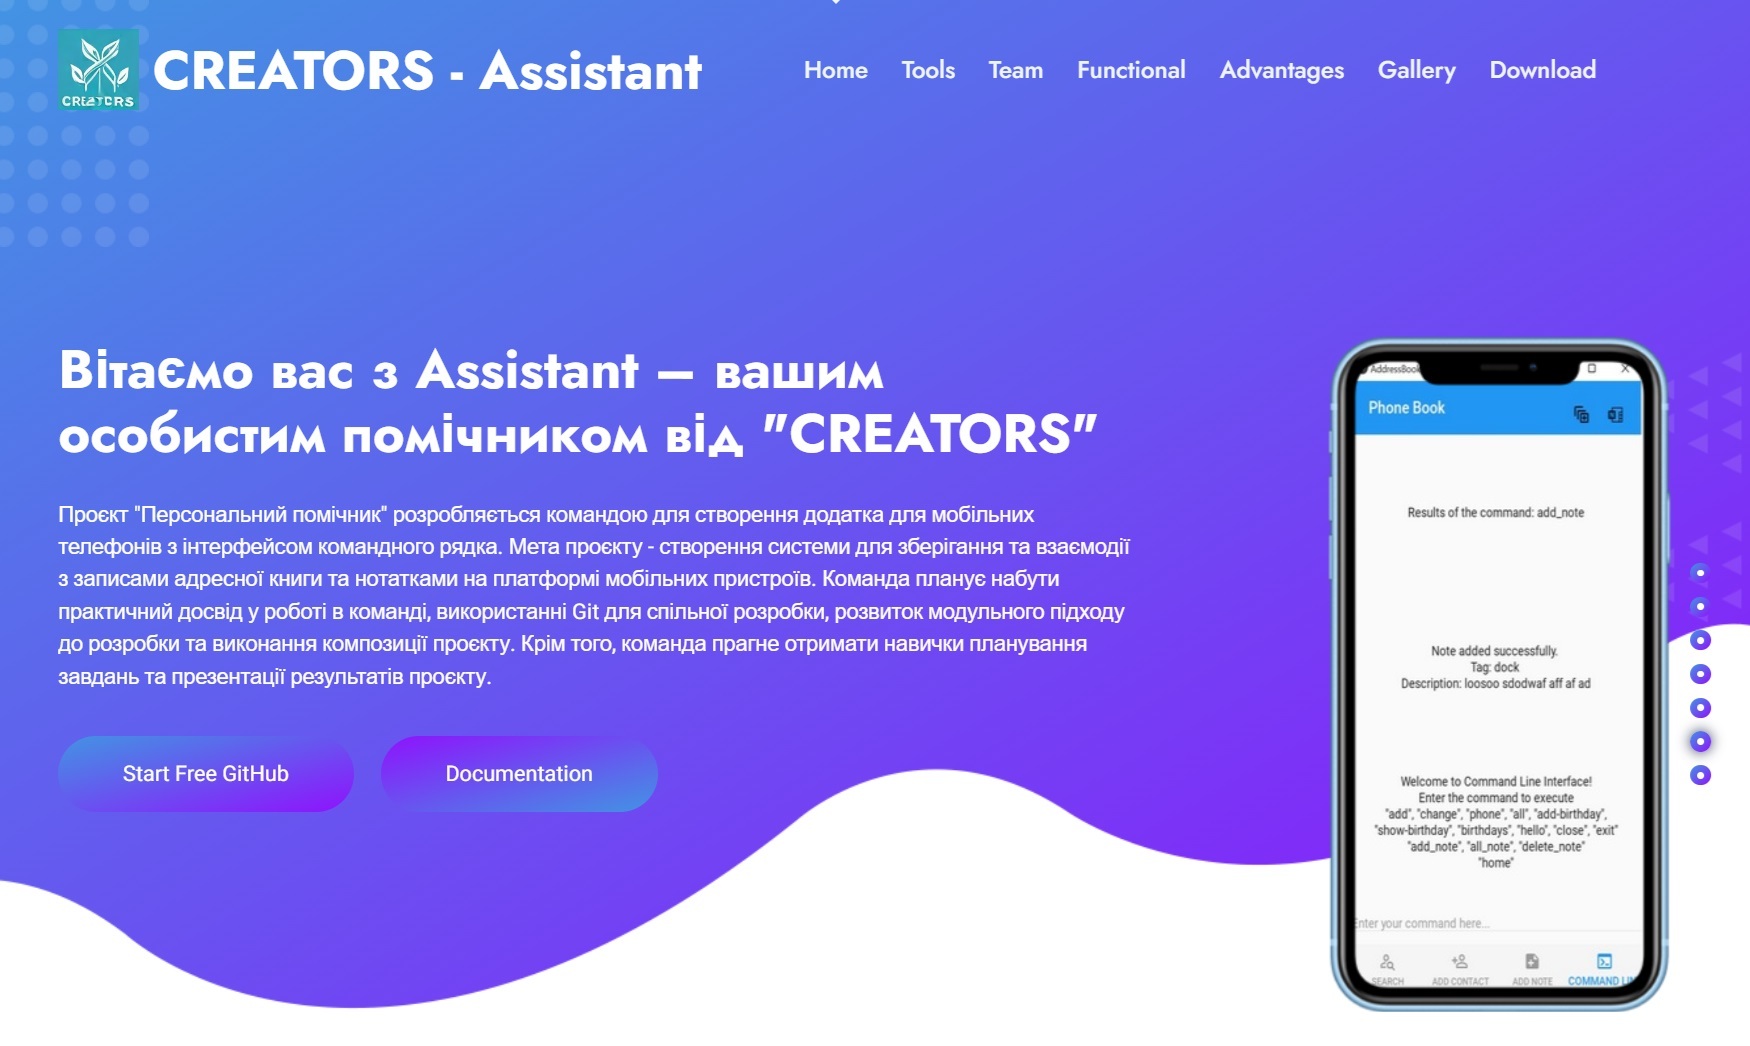 CREATORS
CREATORS - Assistant
Home Tools Team Functional Advantages Gallery Download
Вітаємо вас з Assistant – вашим
особистим помічником від "CREATORS"
Проєкт "Персональний помічник" розробляється командою для створення додатка для мобільних
телефонів з інтерфейсом командного рядка. Мета проєкту - створення системи для зберігання та взаємодії
з записами адресної книги та нотатками на платформі мобільних пристроїв. Команда планує набути
практичний досвід у роботі в команді, використанні Git для спільної розробки, розвиток модульного підходу
до розробки та виконання композиції проєкту. Крім того, команда прагне отримати навички планування
завдань та презентації результатів проєкту.
Start Free GitHub Documentation
AddressBook
Phone Book
Results of the command: add_note
Note added successfully.
Tag: dock
Description: loosoo sdodwaf aff af ad
Welcome to Command Line Interface!
Enter the command to execute
"add", "change", "phone", "all", "add-birthday",
"show-birthday", "birthdays", "hello", "close", "exit"
"add_note", "all_note", "delete_note"
"home"
Enter your command here...
SEARCH ADD CONTACT ADD NOTE COMMAND LIN